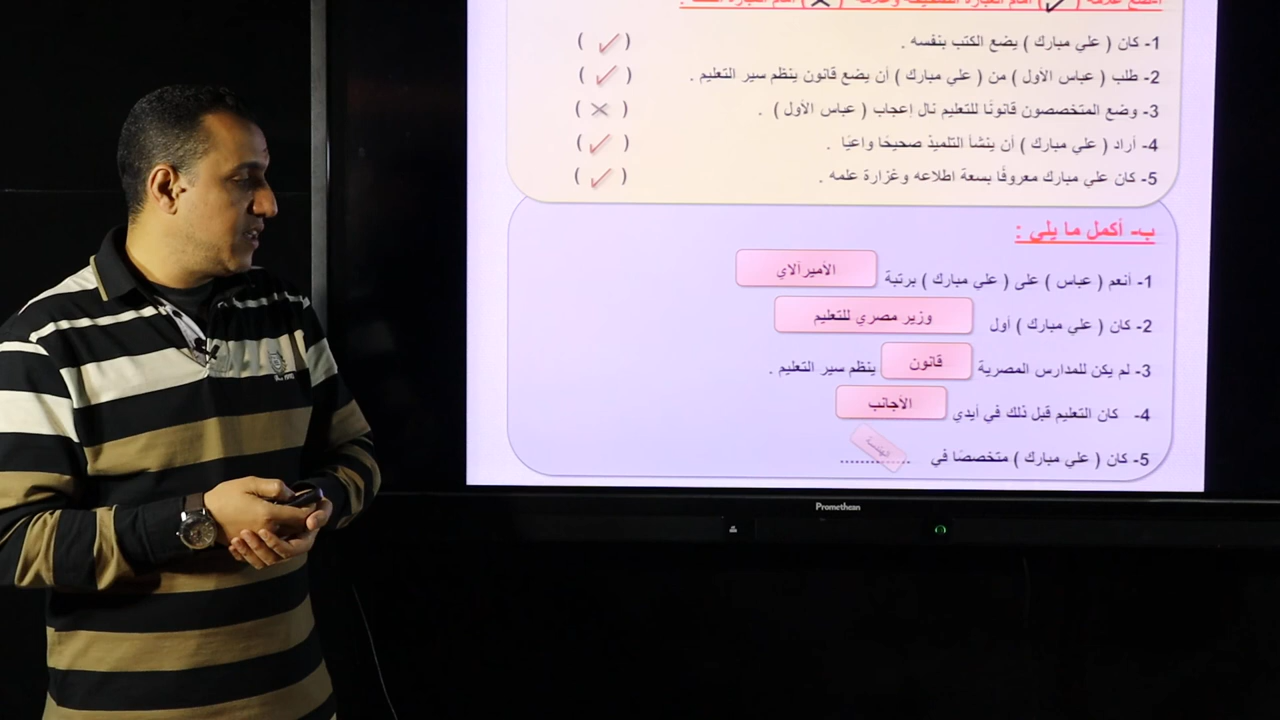 ( ✓ ) ( ✕ )
1- كان ( علي مبارك ) يضع الكتب بنفسه . ( ✓ )
2- طلب ( عباس الأول ) من ( علي مبارك ) أن يضع قانون ينظم سير التعليم . ( ✓ )
3- وضع المتخصصون قانونًا للتعليم نال إعجاب ( عباس الأول ) . ( ✕ )
4- أراد ( علي مبارك ) أن ينشأ التلميذ صحيحًا واعيًا . ( ✓ )
5- كان علي مبارك معروفًا بسعة اطلاعه وغزارة علمه . ( ✓ )
ب- أكمل ما يلي :
1- أنعم ( عباس ) على ( علي مبارك ) برتبة الأميرآلاي
2- كان ( علي مبارك ) أول وزير مصري للتعليم
3- لم يكن للمدارس المصرية قانون ينظم سير التعليم .
4- كان التعليم قبل ذلك في أيدي الأجانب
5- كان ( علي مبارك ) متخصصًا في الهندسة ............
Promethean